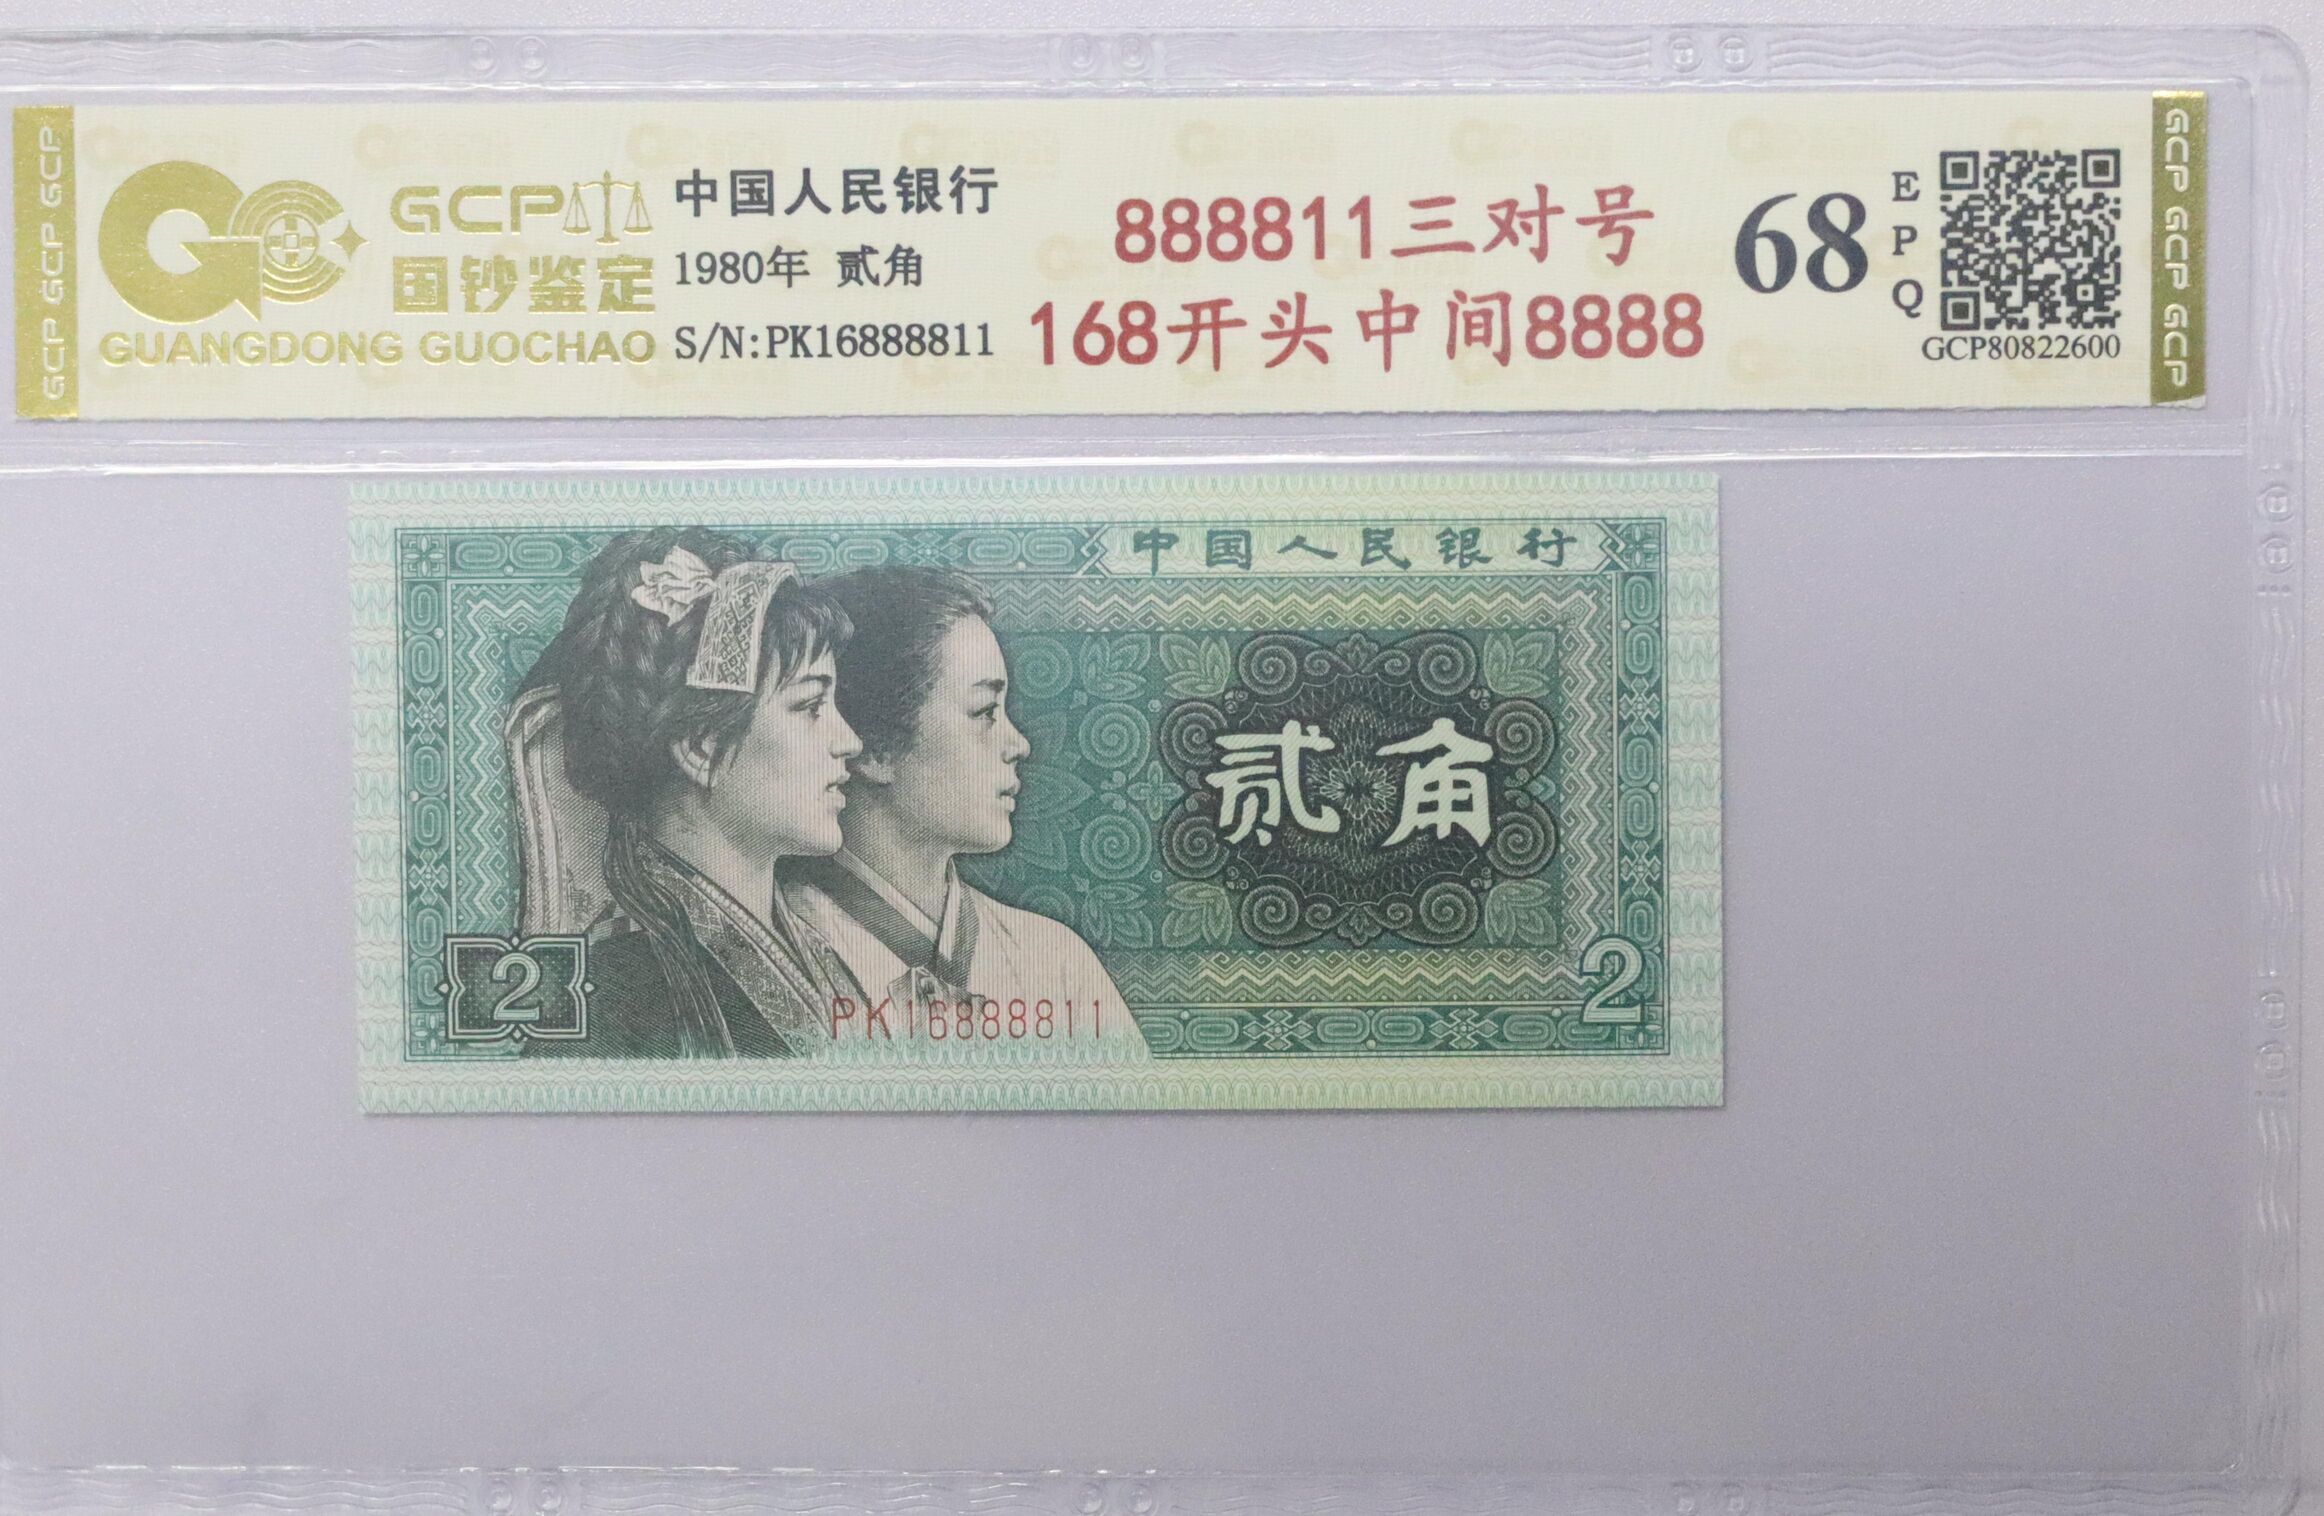 GCP GCP GCP
GCP
国钞鉴定
GUANGDONG GUOCHAO
中国人民银行
1980年 贰角
S/N:PK16888811
888811三对号
168开头中间8888
68
E
P
Q
GCP80822600
GCP GCP GCP GCP
中国人民银行
贰角
2
PK16888811
2